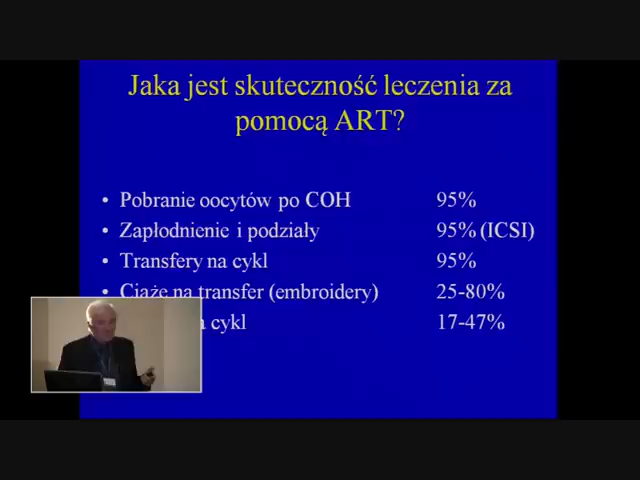 Jaka jest skuteczność leczenia za
pomocą ART?
• Pobranie oocytów po COH 95%
• Zapłodnienie i podziały 95% (ICSI)
• Transfery na cykl 95%
• Ciąże na transfer (embroidery) 25-80%
cykl 17-47%